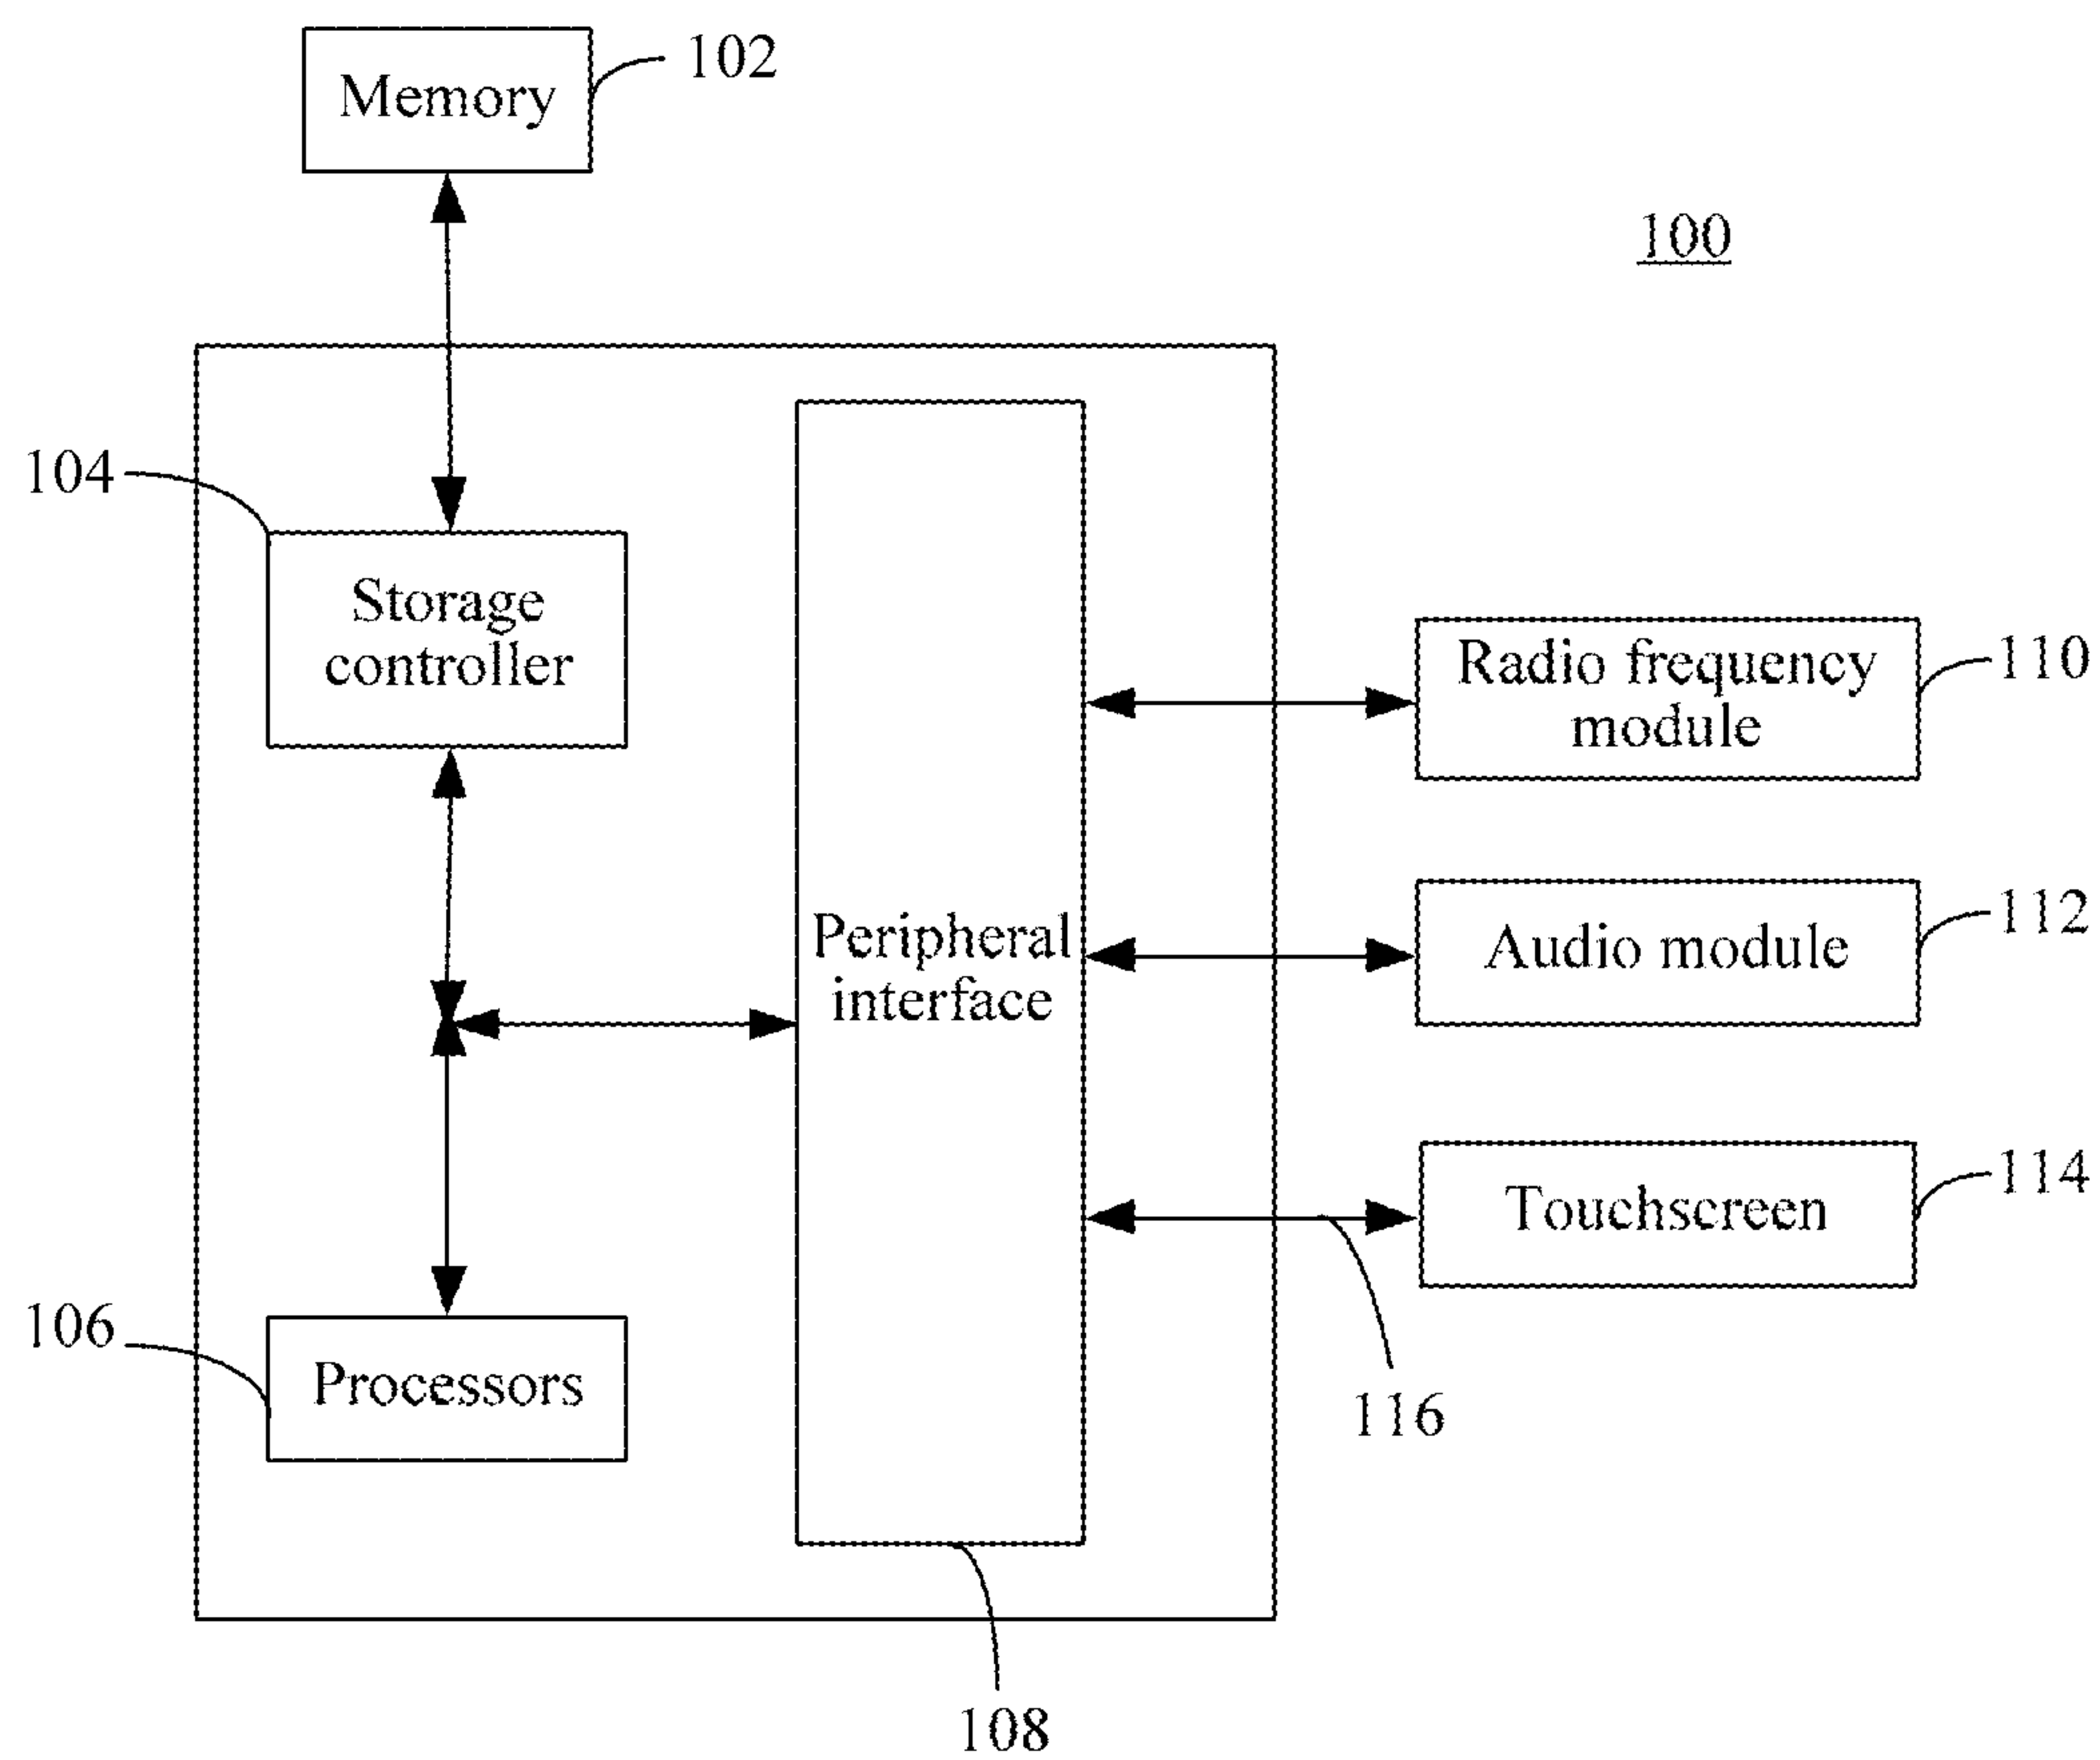 Memory
102
100
104
Storage
controller
Radio frequency
module
110
Peripheral
interface
Audio module
112
Touchscreen
114
106
Processors
116
108